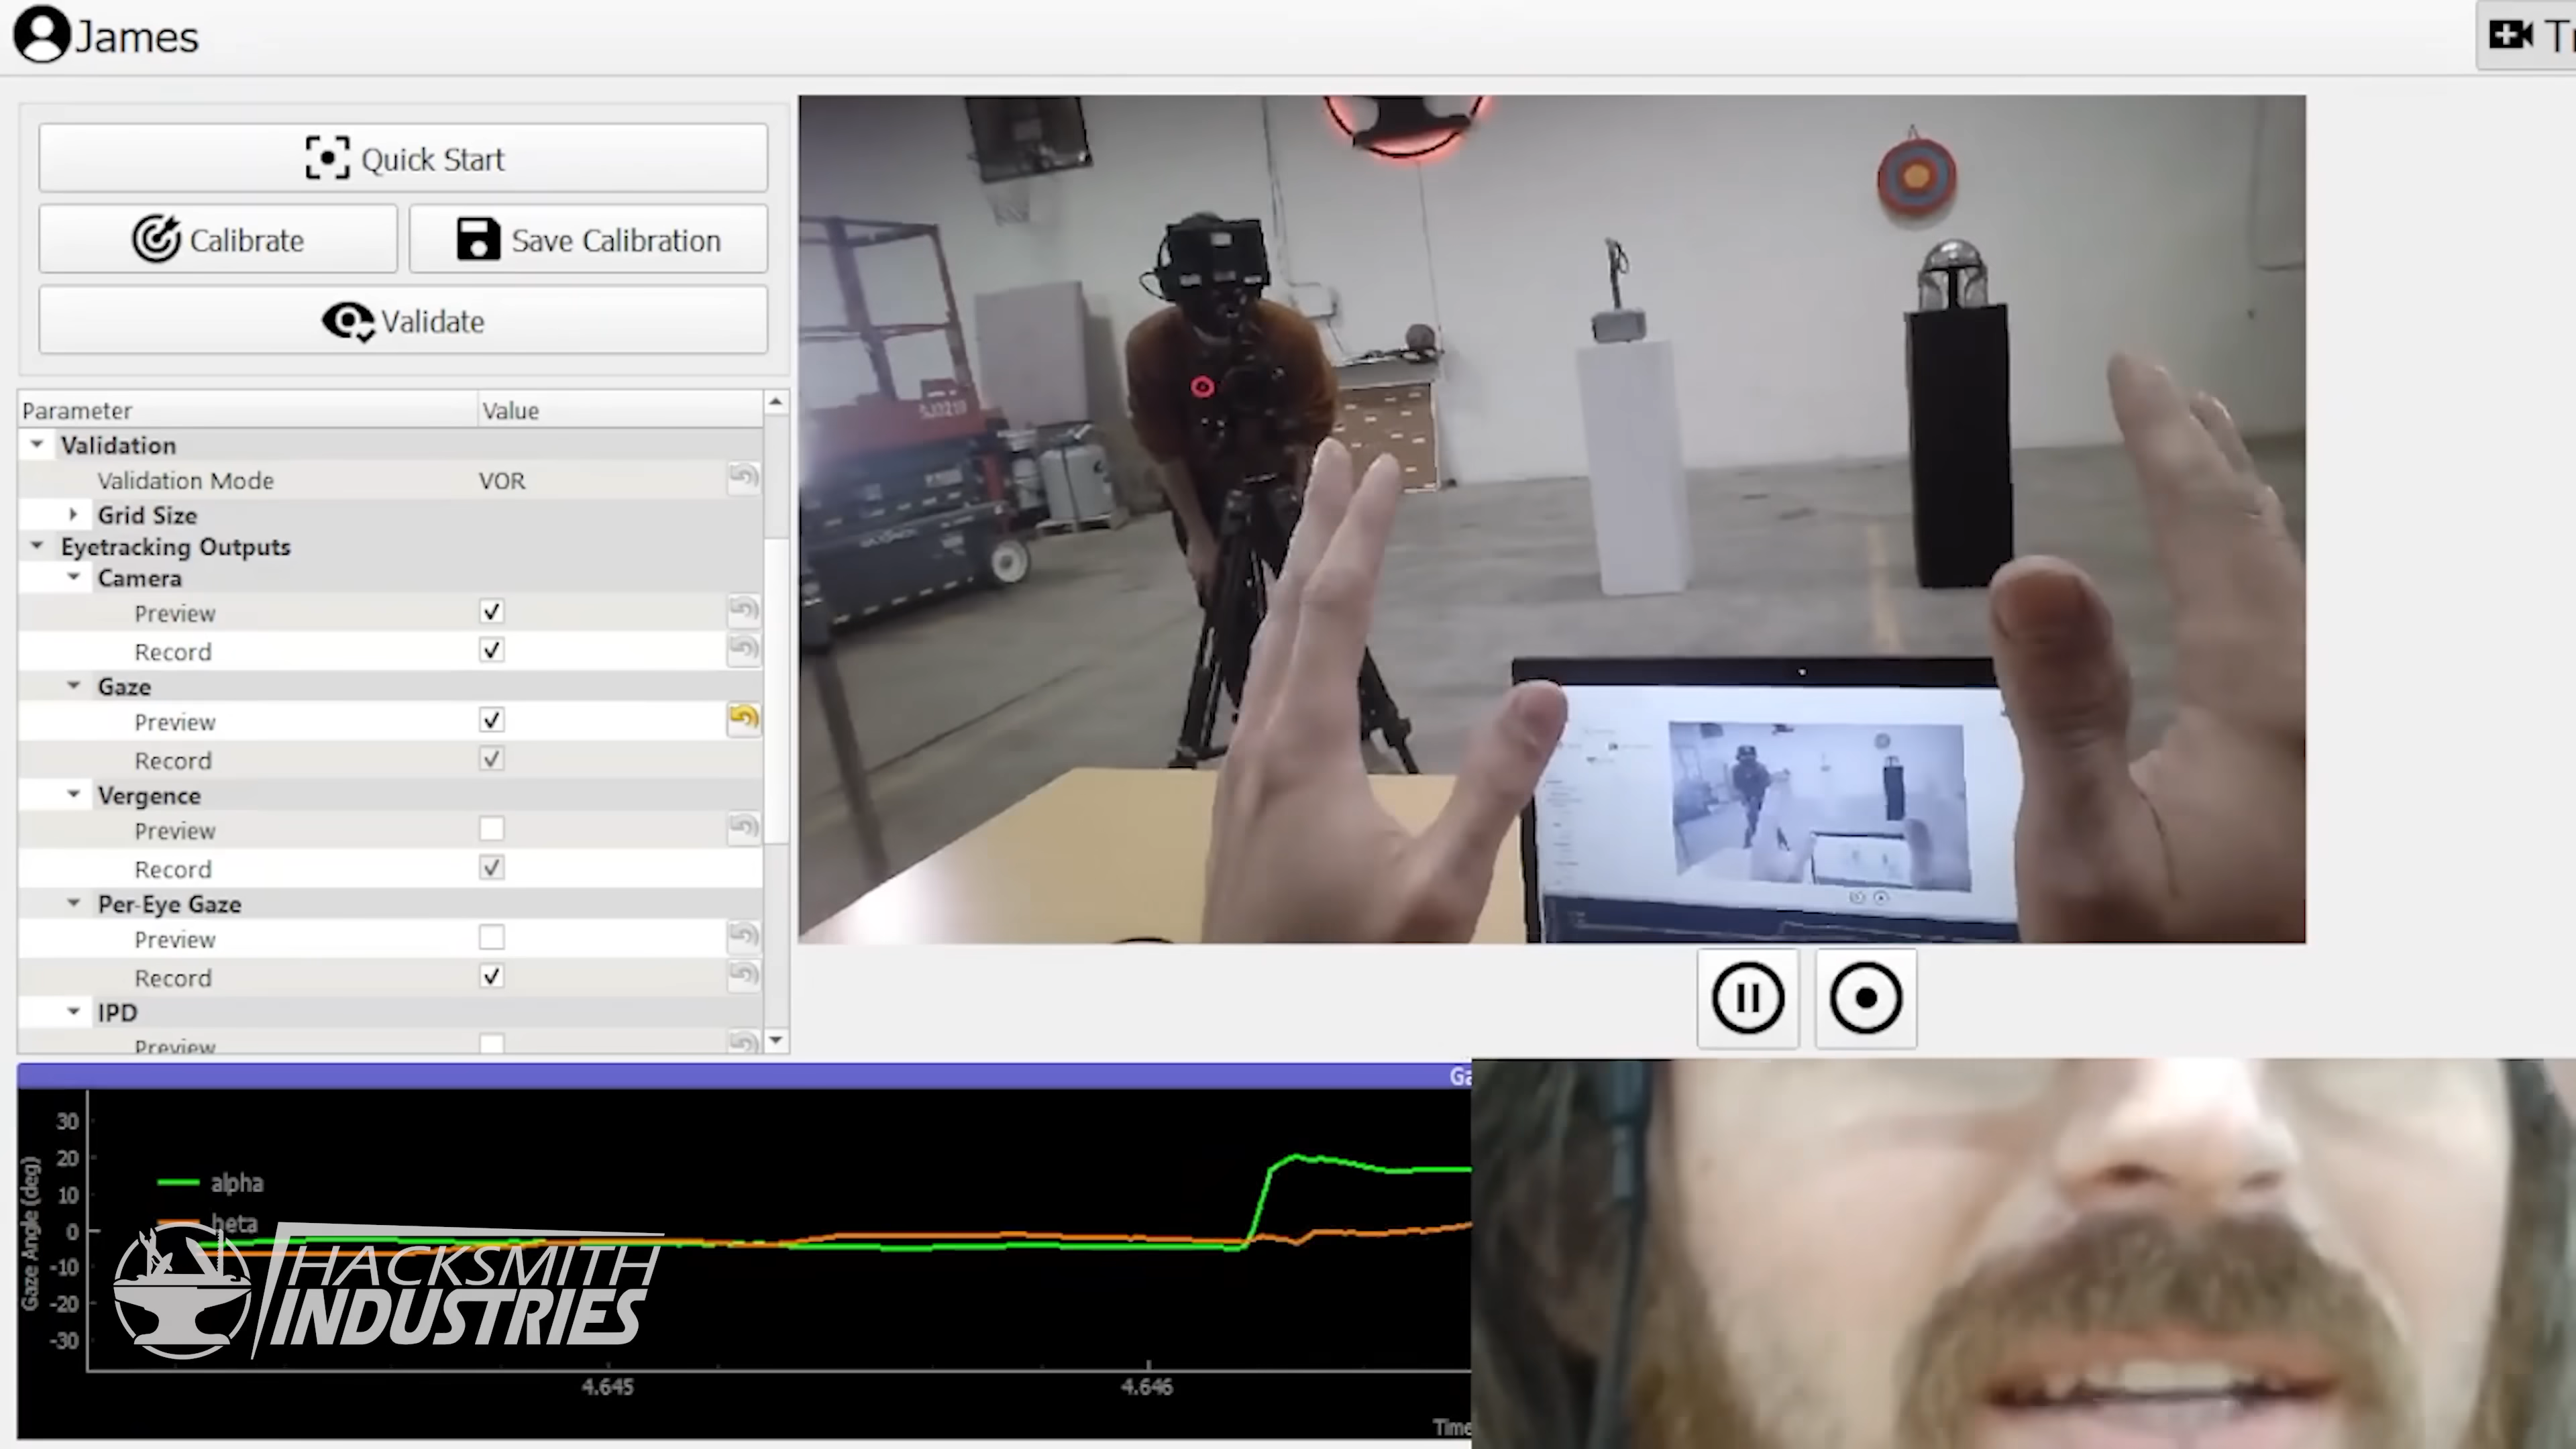 James
Quick Start
Calibrate
Save Calibration
Validate
Parameter Value
Validation
Validation Mode VOR
Grid Size
Eyetracking Outputs
Camera
Preview
Record
Gaze
Preview
Record
Vergence
Preview
Record
Per-Eye Gaze
Preview
Record
IPD
Preview
30
20
10
0
-10
-20
-30
Gaze Angle (deg)
alpha
beta
HACKSMITH
INDUSTRIES
4.645
4.646
Time